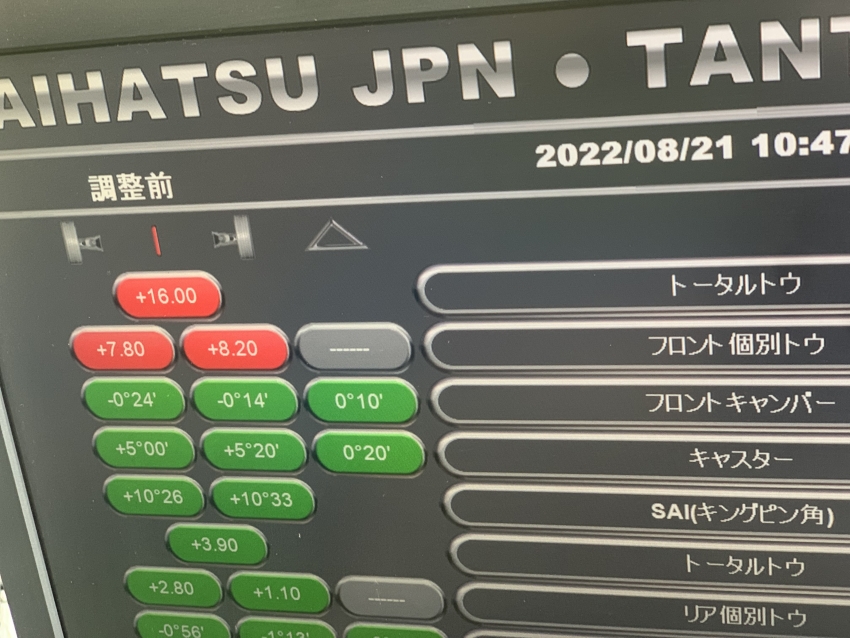 AIHATSU JPN • TANT
2022/08/21 10:47
調整前
+16.00 トータルトウ
+7.80 +8.20 ------ フロント 個別トウ
-0°24' -0°14' 0°10' フロントキャンバー
+5°00' +5°20' 0°20' キャスター
+10°26 +10°33 SAI(キングピン角)
+3.90 トータルトウ
+2.80 +1.10 ------ リア個別トウ
-0°56'